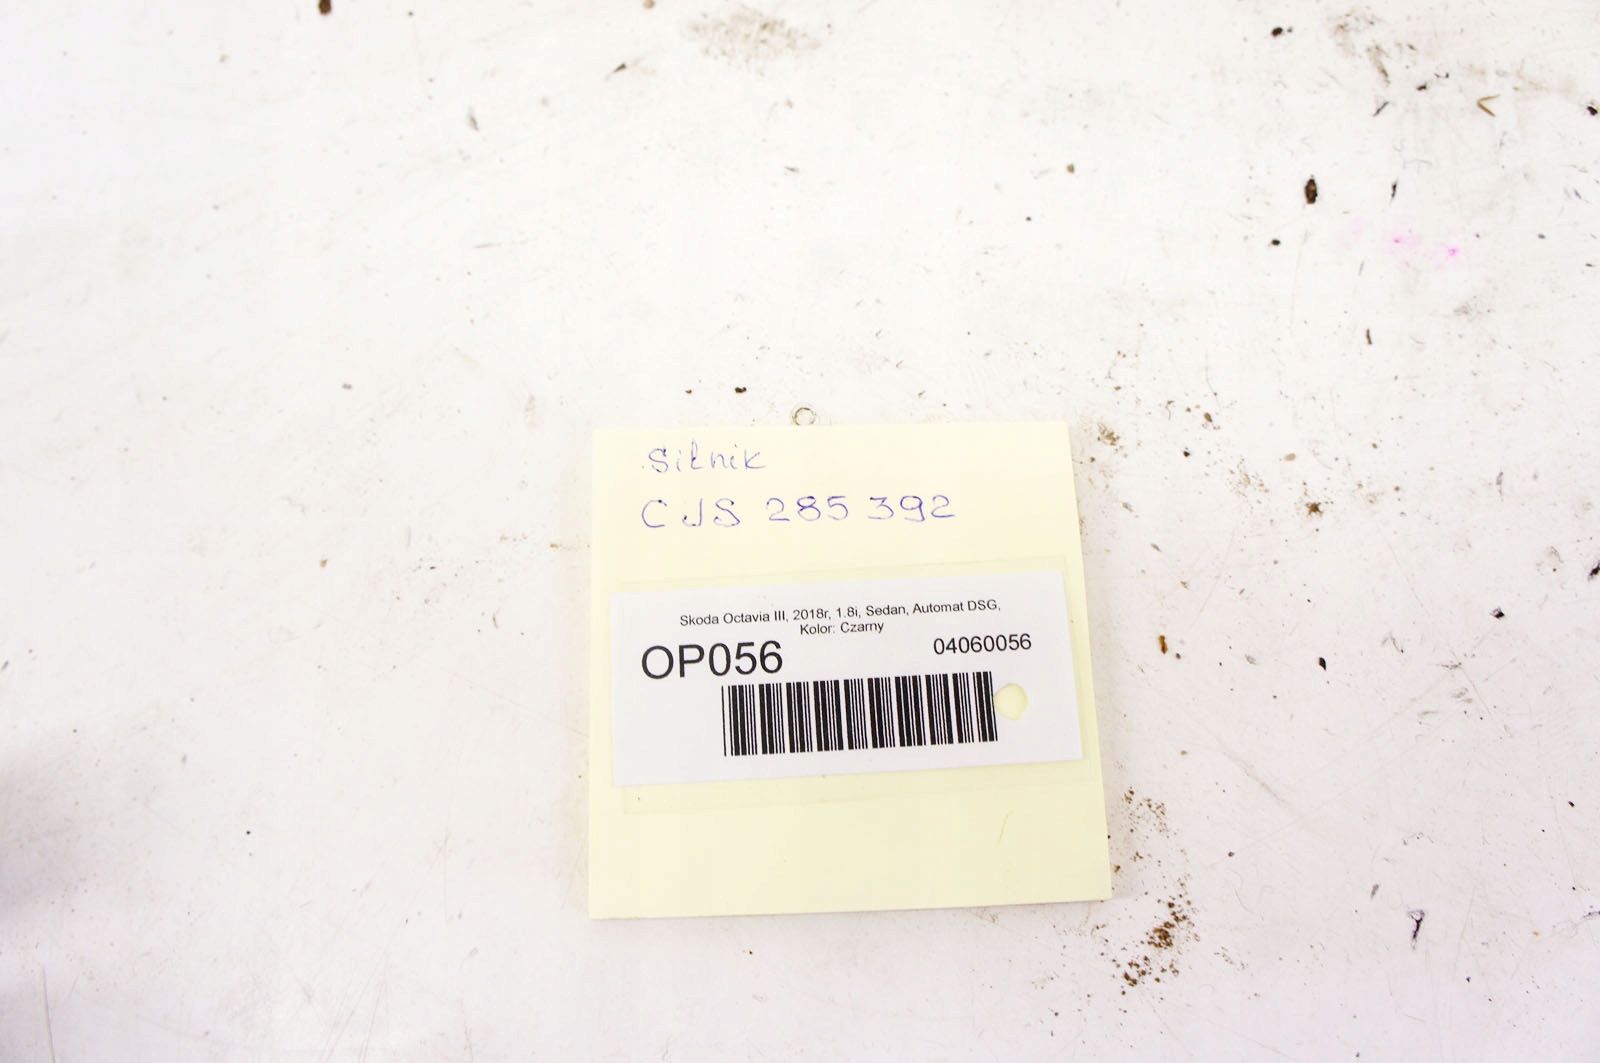 Silnik
CJS 285 392
Skoda Octavia III, 2018r, 1.8i, Sedan, Automat DSG,
Kolor: Czarny
OP056 04060056